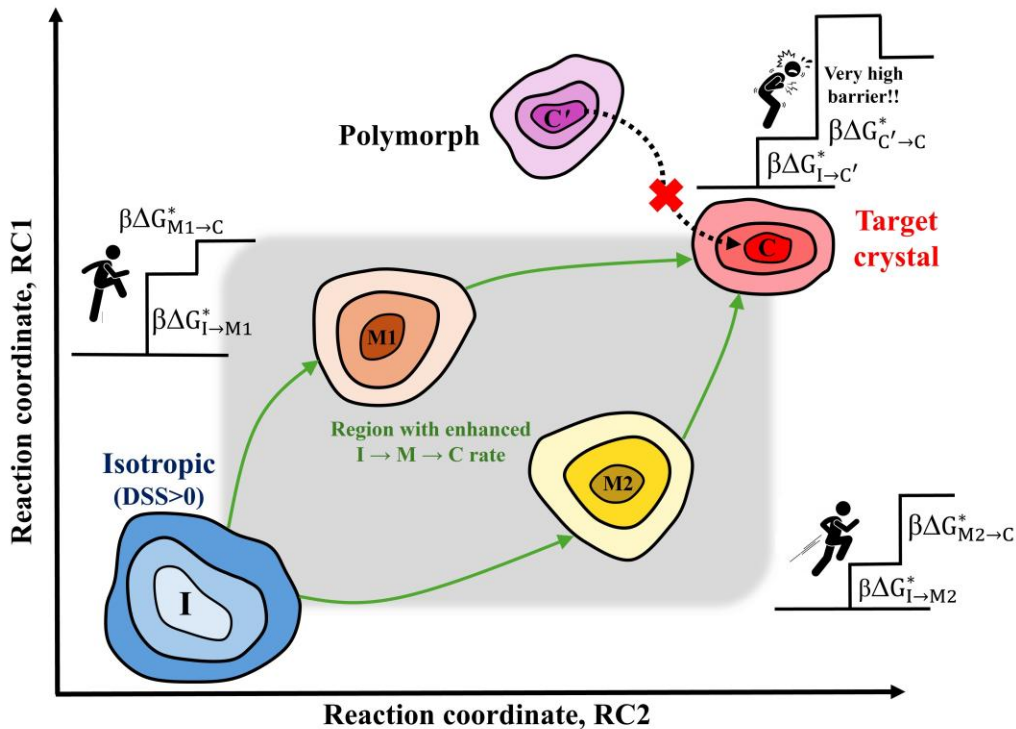 Very high
barrier!!
βΔG*C′→C
βΔG*I→C′
C′
Polymorph
Target
crystal
C
βΔG*M1→C
βΔG*I→M1
M1
Region with enhanced
I → M → C rate
Isotropic
(DSS>0)
I
M2
βΔG*M2→C
βΔG*I→M2
Reaction coordinate, RC1
Reaction coordinate, RC2